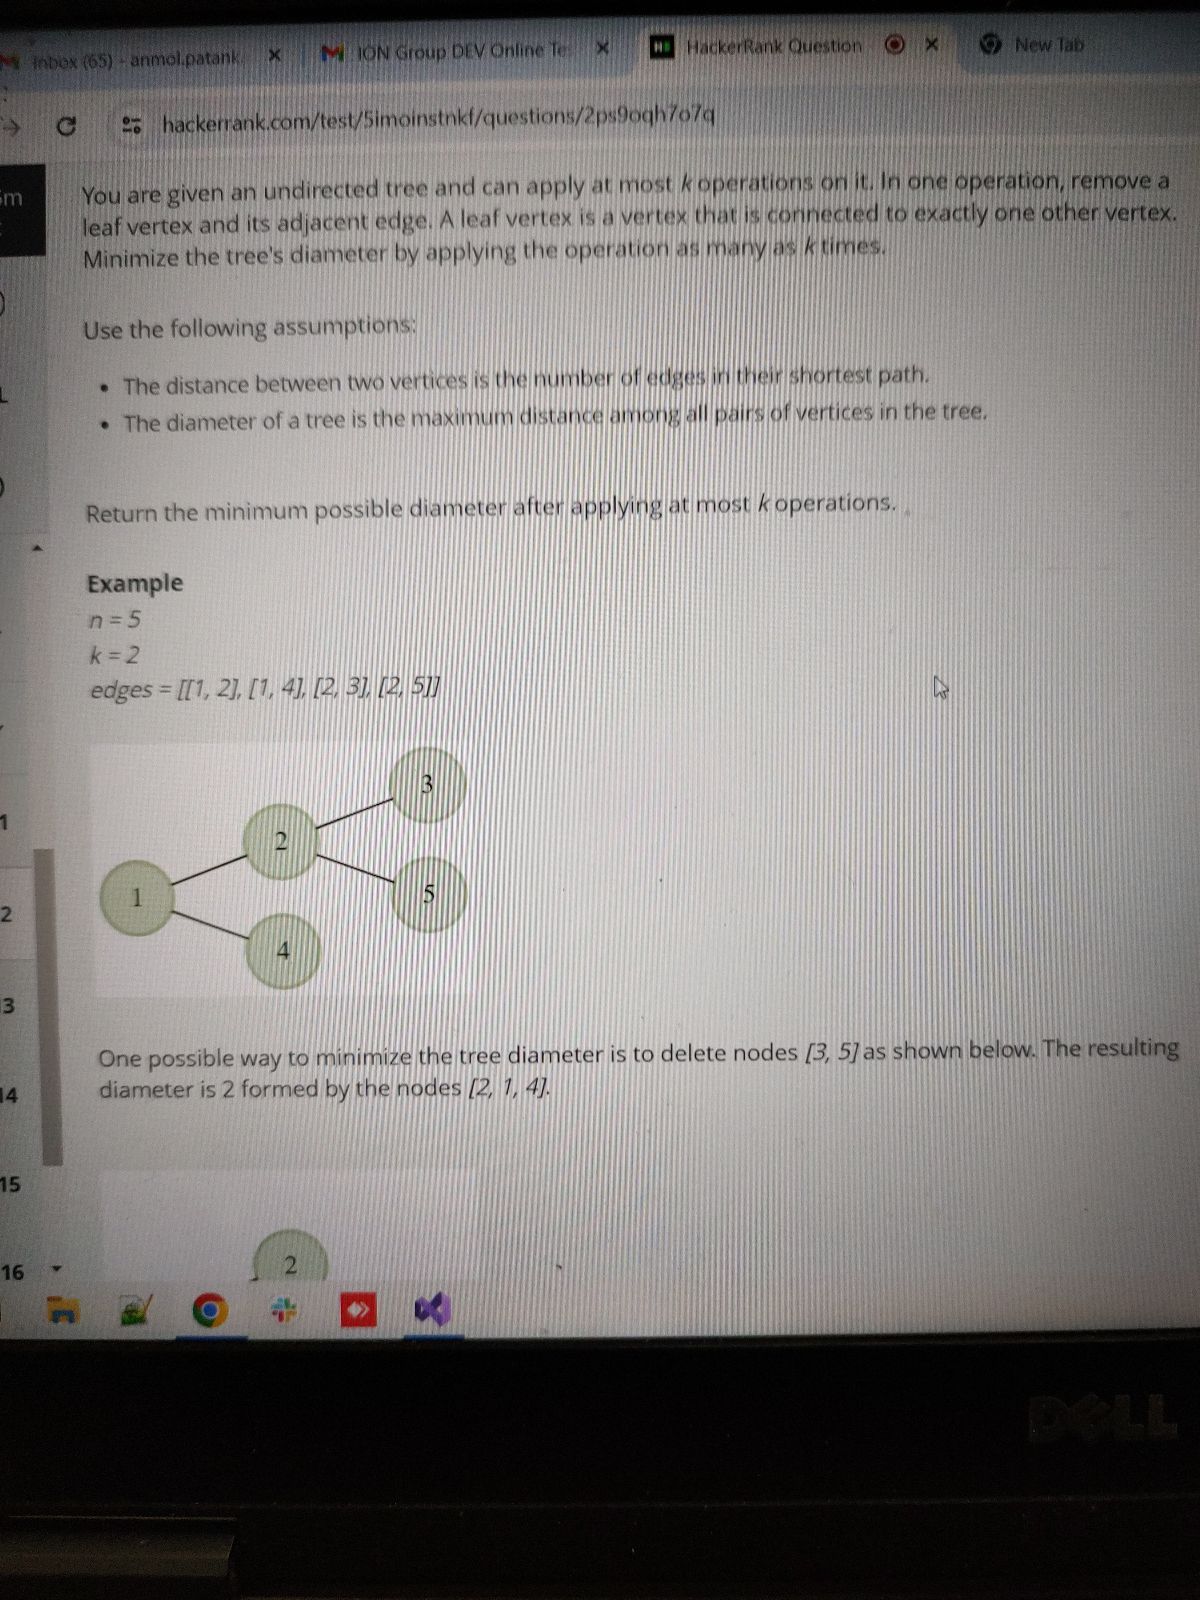 Inbox (65) - anmol.patank
ION Group DEV Online Te
HackerRank Question
New Tab
hackerrank.com/test/5imoinstnkf/questions/2ps9oqh7o7q
You are given an undirected tree and can apply at most k operations on it. In one operation, remove a
leaf vertex and its adjacent edge. A leaf vertex is a vertex that is connected to exactly one other vertex.
Minimize the tree's diameter by applying the operation as many as k times.
Use the following assumptions:
• The distance between two vertices is the number of edges in their shortest path.
• The diameter of a tree is the maximum distance among all pairs of vertices in the tree.
Return the minimum possible diameter after applying at most k operations.
Example
n = 5
k = 2
edges = [[1, 2], [1, 4], [2, 3], [2, 5]]
3
2
1
5
4
One possible way to minimize the tree diameter is to delete nodes [3, 5] as shown below. The resulting
diameter is 2 formed by the nodes [2, 1, 4].
2
14
15
16
DELL